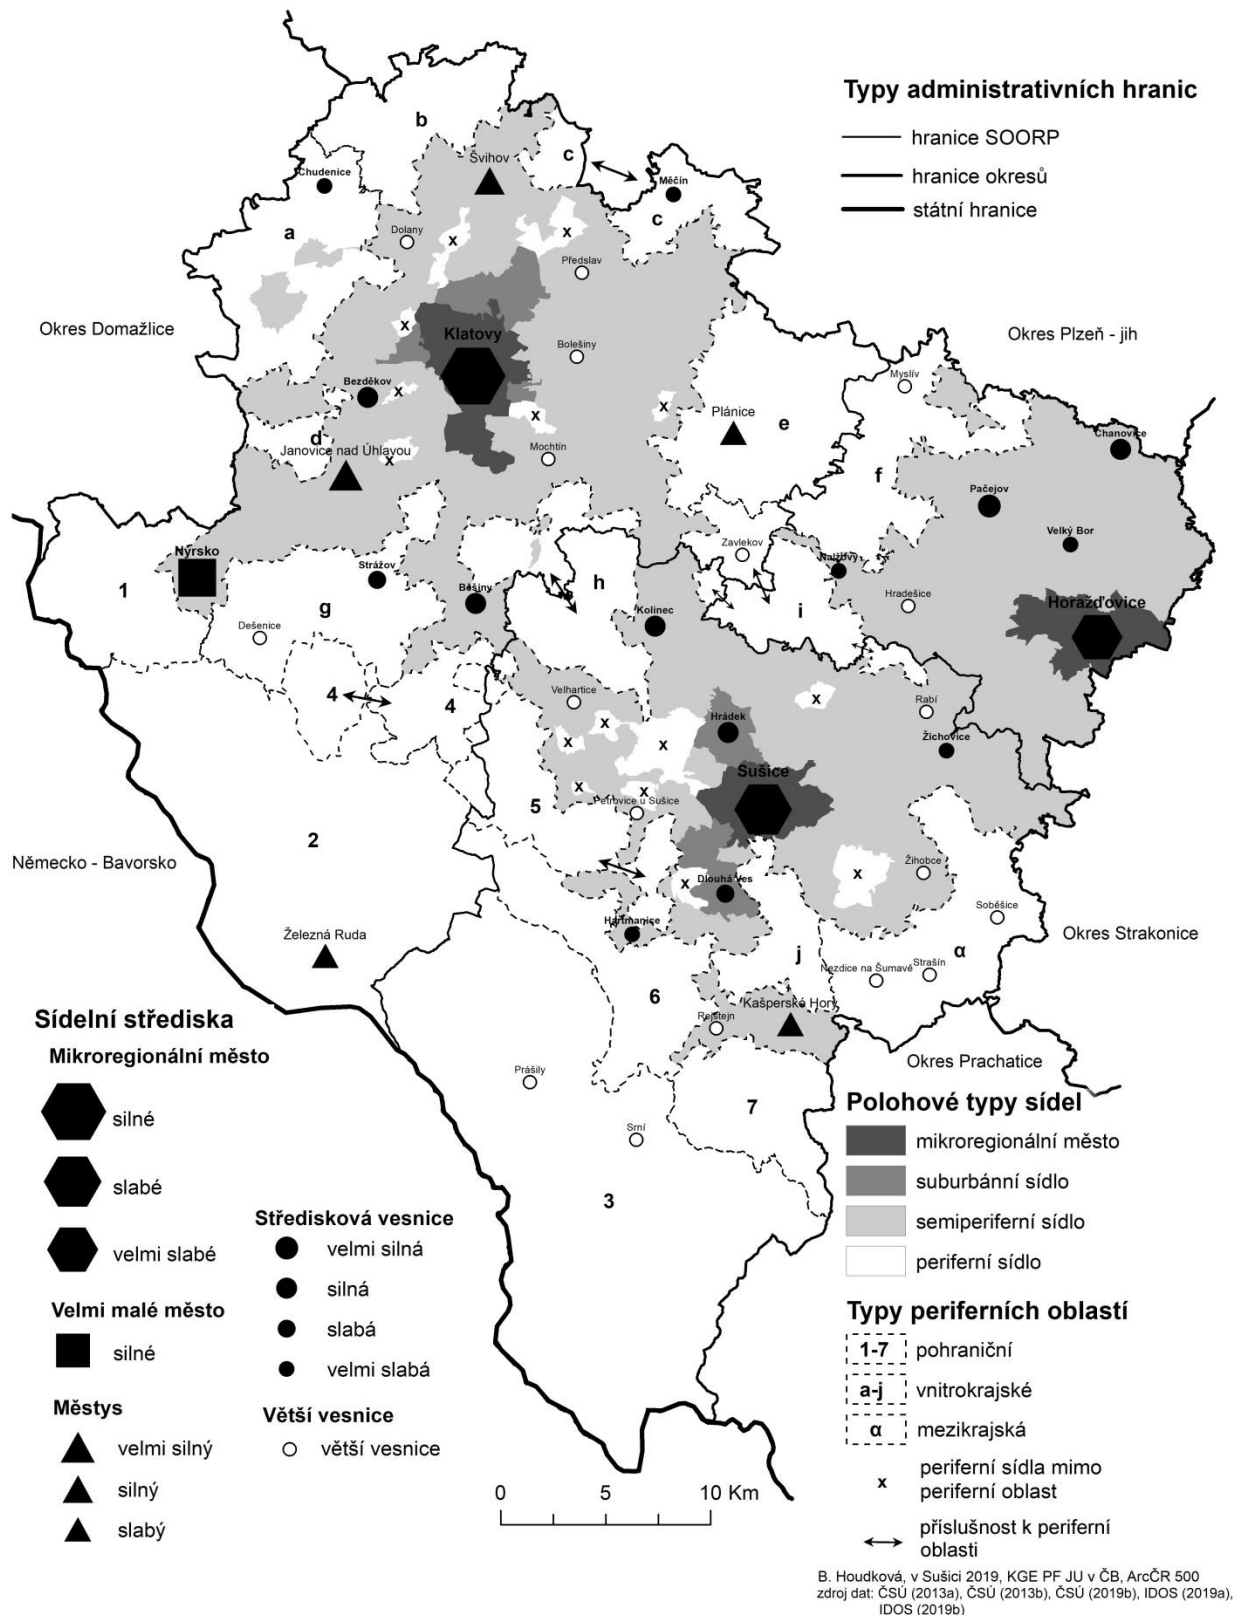 Typy administrativních hranic
hranice SOORP
hranice okresů
státní hranice
b
Švihov
c
Chudenice
Měčín
c
a
Dolany
x
x
Předslav
Okres Domažlice
x
Klatovy
Okres Plzeň - jih
Bolešiny
Bezděkov
x
Myslív
x
x
Plánice
e
d
Janovice nad Úhlavou
x
Mochtín
Chanovice
f
Pačejov
Velký Bor
Nýrsko
1
Strážov
Zavlekov
Nalžovy
h
Běšiny
Kolinec
i
Hradešice
Horažďovice
g
Dešenice
4
4
Velhartice
x
Rabí
x
x
x
Hrádek
Žichovice
Sušice
x
x
Petrovice u Sušice
5
2
Německo - Bavorsko
x
Žihobce
x
Dlouhá Ves
Soběšice
Hartmanice
Okres Strakonice
Železná Ruda
j
α
Nezdice na Šumavě
Strašín
6
Kašperské Hory
Rejštejn
Prášily
Okres Prachatice
7
Srní
3
Sídelní střediska
Mikroregionální město
silné
slabé
velmi slabé
Velmi malé město
silné
Městys
velmi silný
silný
slabý
Středisková vesnice
velmi silná
silná
slabá
velmi slabá
Větší vesnice
větší vesnice
0 5 10 Km
Polohové typy sídel
mikroregionální město
suburbánní sídlo
semiperiferní sídlo
periferní sídlo
Typy periferních oblastí
1-7 pohraniční
a-j vnitrokrajské
α mezikrajská
x periferní sídla mimo
periferní oblast
příslušnost k periferní
oblasti
B. Houdková, v Sušici 2019, KGE PF JU v ČB, ArcČR 500
zdroj dat: ČSÚ (2013a), ČSÚ (2013b), ČSÚ (2019b), IDOS (2019a),
IDOS (2019b)